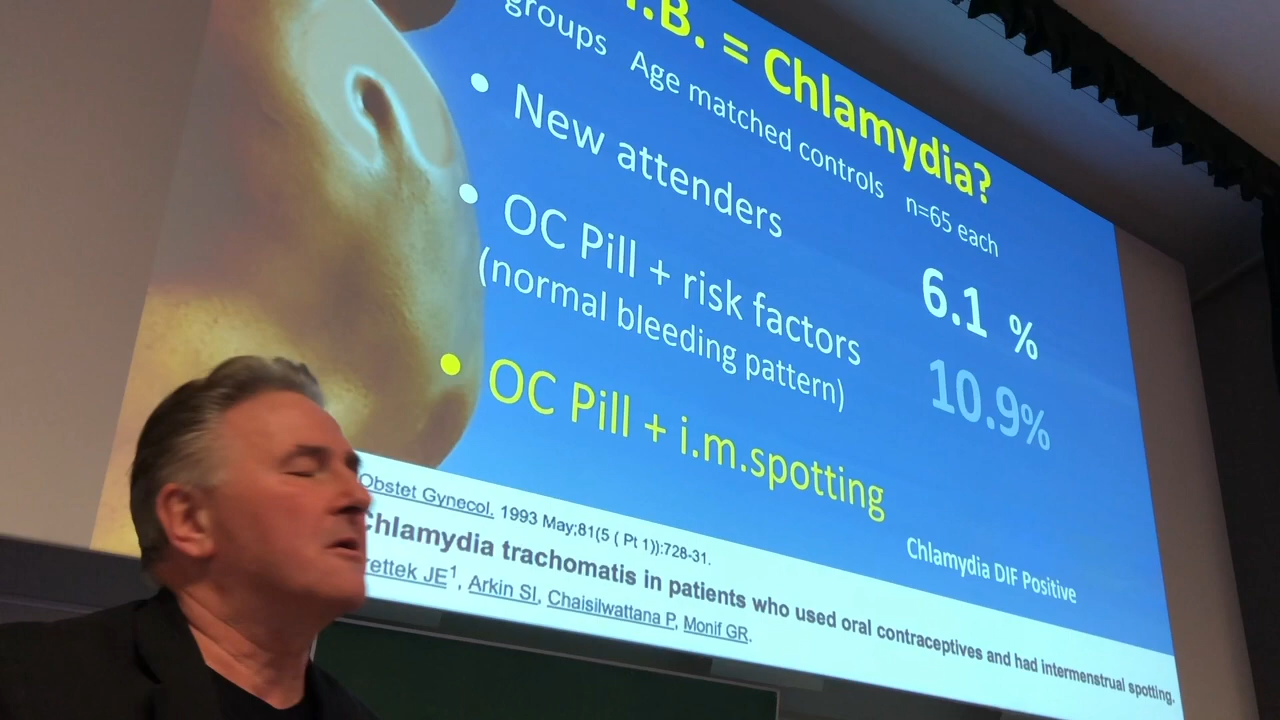 .B. = Chlamydia?
groups Age matched controls n=65 each
• New attenders 6.1 %
• OC Pill + risk factors 10.9%
(normal bleeding pattern)
• OC Pill + i.m.spotting
Chlamydia DIF Positive
Obstet Gynecol. 1993 May;81(5 ( Pt 1)):728-31.
Chlamydia trachomatis in patients who used oral contraceptives and had intermenstrual spotting.
rettek JE1, Arkin SI, Chaisilwattana P, Monif GR.